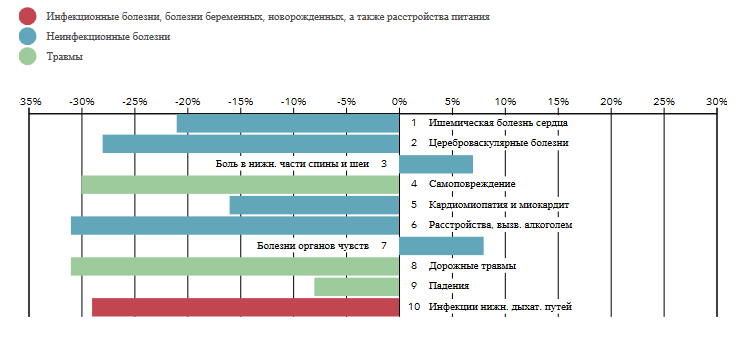 Инфекционные болезни, болезни беременных, новорожденных, а также расстройства питания
Неинфекционные болезни
Травмы
35% -30% -25% -20% -15% -10% -5% 0% 5% 10% 15% 20% 25% 30%
1 Ишемическая болезнь сердца
2 Цереброваскулярные болезни
Боль в нижн. части спины и шеи 3
4 Самоповреждение
5 Кардиомиопатия и миокардит
6 Расстройства, вызв. алкоголем
Болезни органов чувств 7
8 Дорожные травмы
9 Падения
10 Инфекции нижн. дыхат. путей